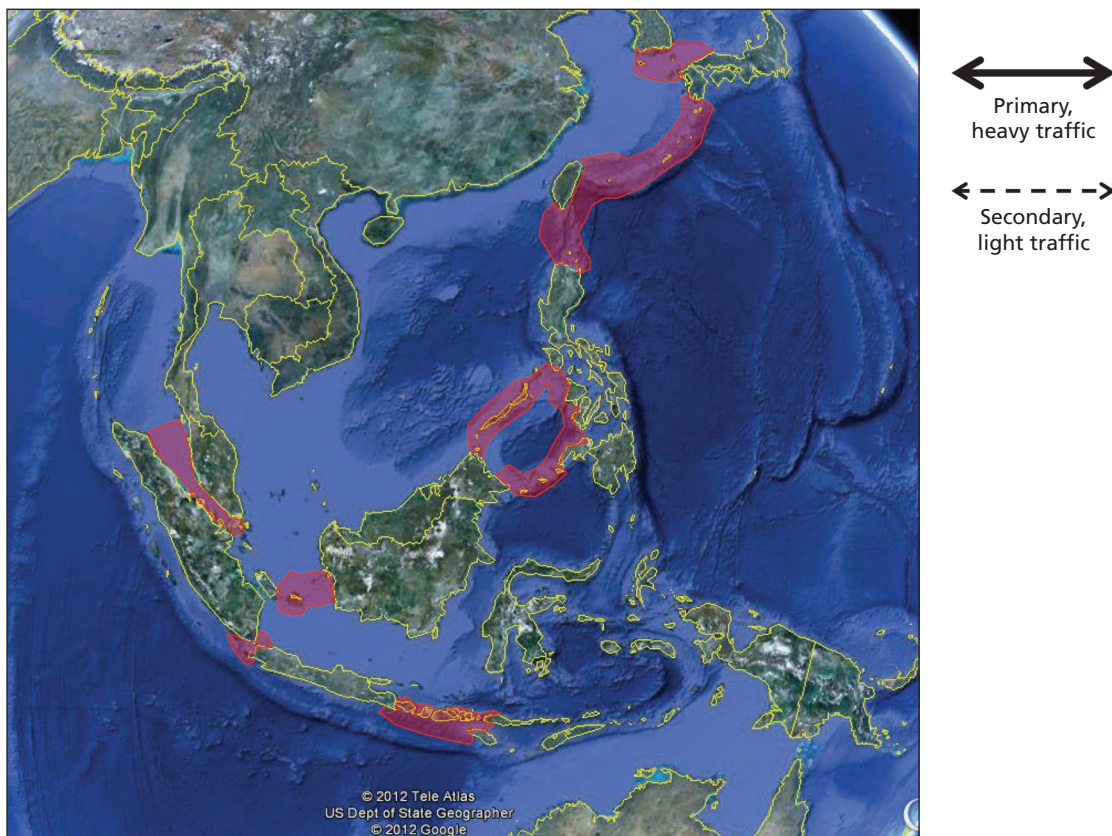 Primary,
heavy traffic
Secondary,
light traffic
© 2012 Tele Atlas
US Dept of State Geographer
© 2012 Google